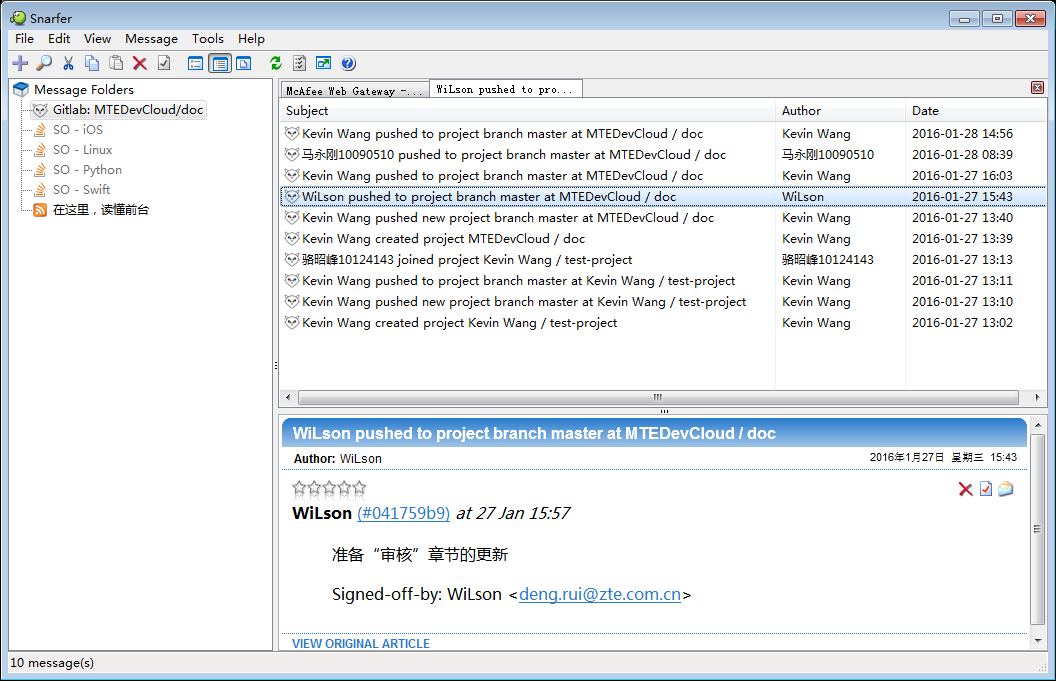 Snarfer
File Edit View Message Tools Help
Message Folders
Gitlab: MTEDevCloud/doc
SO - iOS
SO - Linux
SO - Python
SO - Swift
在这里，读懂前台
McAfee Web Gateway -...
WiLson pushed to pro...
Subject Author Date
Kevin Wang pushed to project branch master at MTEDevCloud / doc Kevin Wang 2016-01-28 14:56
马永刚10090510 pushed to project branch master at MTEDevCloud / doc 马永刚10090510 2016-01-28 08:39
Kevin Wang pushed to project branch master at MTEDevCloud / doc Kevin Wang 2016-01-27 16:03
WiLson pushed to project branch master at MTEDevCloud / doc WiLson 2016-01-27 15:43
Kevin Wang pushed new project branch master at MTEDevCloud / doc Kevin Wang 2016-01-27 13:40
Kevin Wang created project MTEDevCloud / doc Kevin Wang 2016-01-27 13:39
骆昭峰10124143 joined project Kevin Wang / test-project 骆昭峰10124143 2016-01-27 13:13
Kevin Wang pushed to project branch master at Kevin Wang / test-project Kevin Wang 2016-01-27 13:11
Kevin Wang pushed new project branch master at Kevin Wang / test-project Kevin Wang 2016-01-27 13:10
Kevin Wang created project Kevin Wang / test-project Kevin Wang 2016-01-27 13:02
WiLson pushed to project branch master at MTEDevCloud / doc
Author: WiLson 2016年1月27日 星期三 15:43
WiLson (#041759b9) at 27 Jan 15:57
准备“审核”章节的更新
Signed-off-by: WiLson <deng.rui@zte.com.cn>
VIEW ORIGINAL ARTICLE
10 message(s)